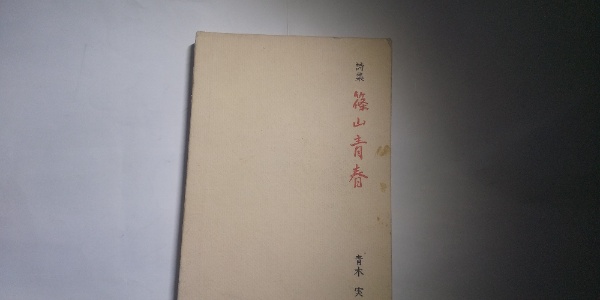 詩集
篠山青春
青木 実